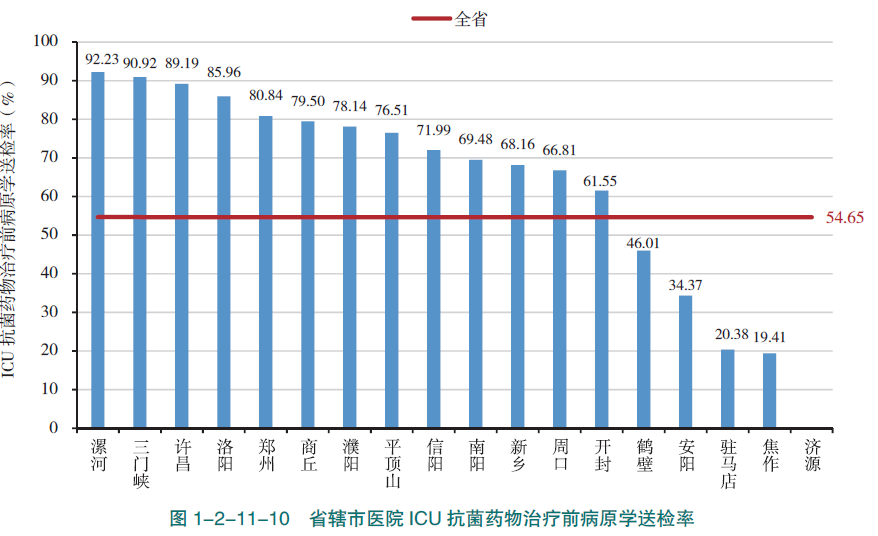 全省
ICU 抗菌药物治疗前病原学送检率（%）
100
90
80
70
60
50
40
30
20
10
0
92.23
90.92
89.19
85.96
80.84
79.50
78.14
76.51
71.99
69.48
68.16
66.81
61.55
46.01
34.37
20.38
19.41
54.65
漯河
三门峡
许昌
洛阳
郑州
商丘
濮阳
平顶山
信阳
南阳
新乡
周口
开封
鹤壁
安阳
驻马店
焦作
济源
图 1-2-11-10 省辖市医院 ICU 抗菌药物治疗前病原学送检率